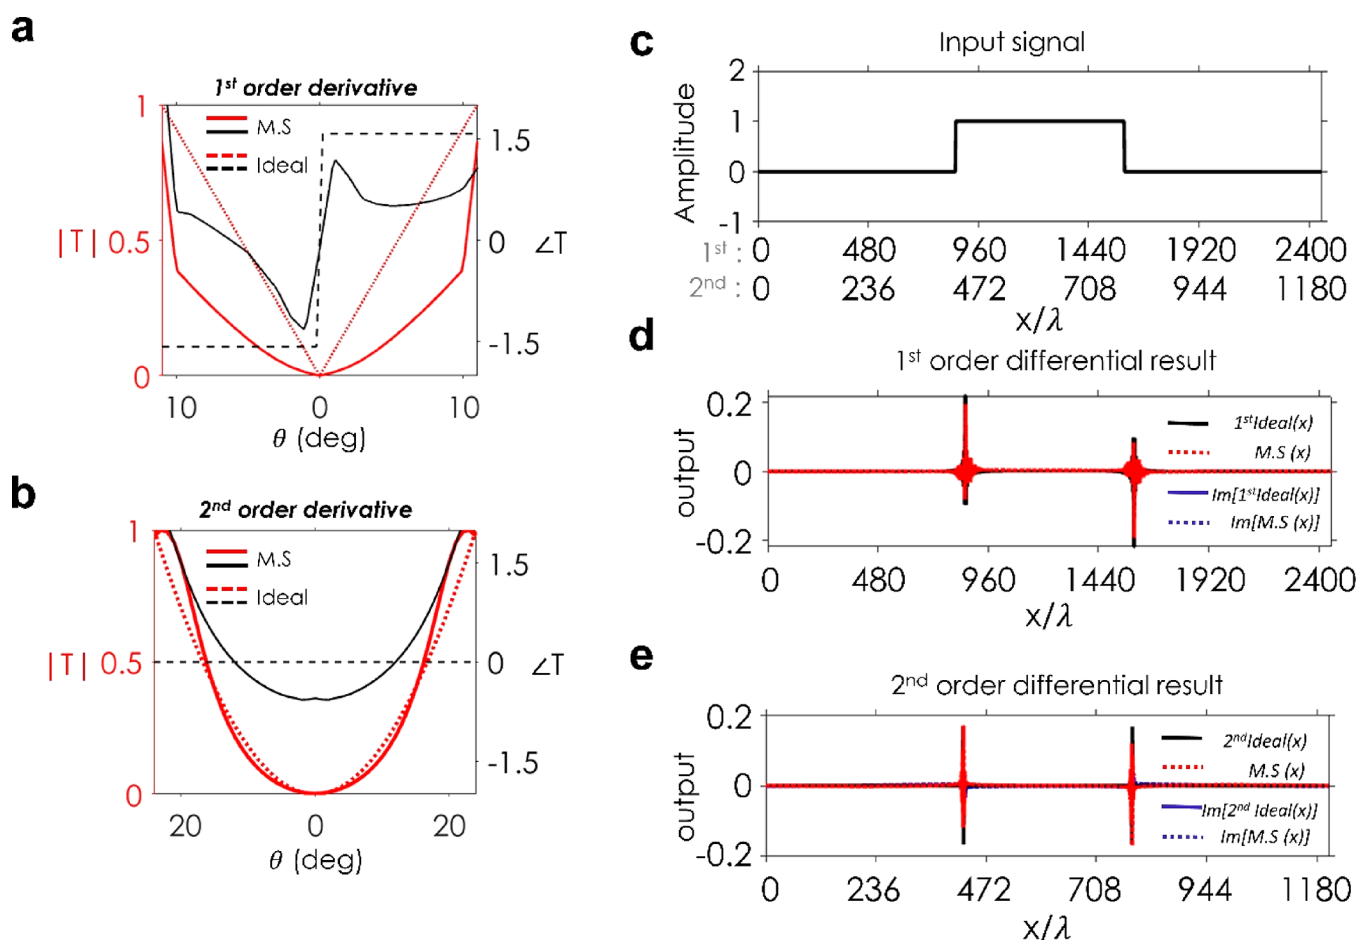 a
1st order derivative
1
M.S
1.5
Ideal
|T| 0.5
0 ∠T
-1.5
0
10 0 10
θ (deg)
b
2nd order derivative
1
M.S
1.5
Ideal
|T| 0.5
0 ∠T
-1.5
0
20 0 20
θ (deg)
c
Input signal
Amplitude
2
1
0
-1
1st : 0 480 960 1440 1920 2400
2nd : 0 236 472 708 944 1180
x/λ
d
1st order differential result
output
0.2
0
-0.2
1stIdeal(x)
M.S (x)
Im[1stIdeal(x)]
Im[M.S (x)]
0 480 960 1440 1920 2400
x/λ
e
2nd order differential result
output
0.2
0
-0.2
2ndIdeal(x)
M.S (x)
Im[2nd Ideal(x)]
Im[M.S (x)]
0 236 472 708 944 1180
x/λ